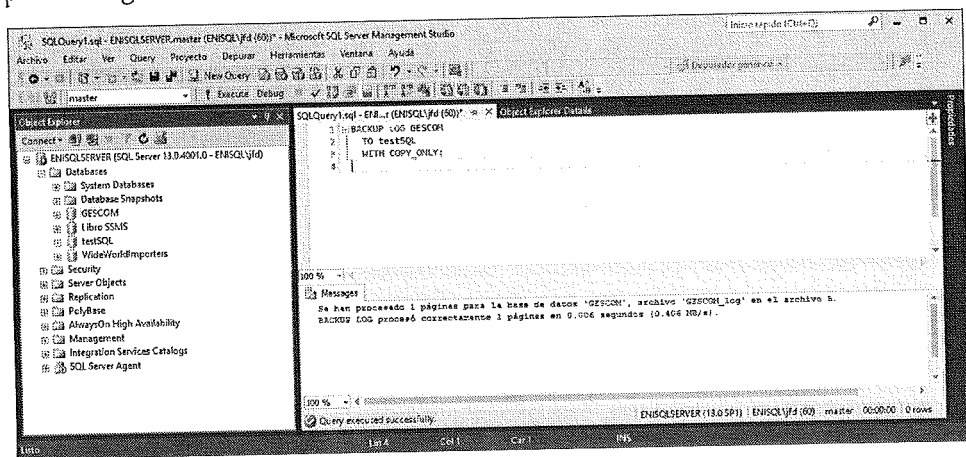 SQLQuery1.sql - ENISQLSERVER.master (ENISQL\jfd (60))* - Microsoft SQL Server Management Studio
Inicio rápido (Ctrl+Q)
Archivo Editar Ver Query Proyecto Depurar Herramientas Ventana Ayuda
New Query
Depurador genérico
master
Execute Debug
Object Explorer
Connect
ENISQLSERVER (SQL Server 13.0.4001.0 - ENISQL\jfd)
Databases
System Databases
Database Snapshots
GESCOM
Libro SSMS
testSQL
WideWorldImporters
Security
Server Objects
Replication
PolyBase
AlwaysOn High Availability
Management
Integration Services Catalogs
SQL Server Agent
SQLQuery1.sql - ENI...r (ENISQL\jfd (60))*
Object Explorer Details
1 BACKUP LOG GESCOM
2 TO testSQL
3 WITH COPY_ONLY;
4
100 %
Messages
Se han procesado 1 páginas para la base de datos 'GESCOM', archivo 'GESCOM_log' en el archivo
BACKUP LOG procesó correctamente 1 páginas en 0.006 segundos (0.406 MB/s).
100 %
Query executed successfully.
ENISQLSERVER (13.0 SP1) ENISQL\jfd (60) master 00:00:00 0 rows
Propiedades
Listo
Lín 4
Col 1
Car 1
INS